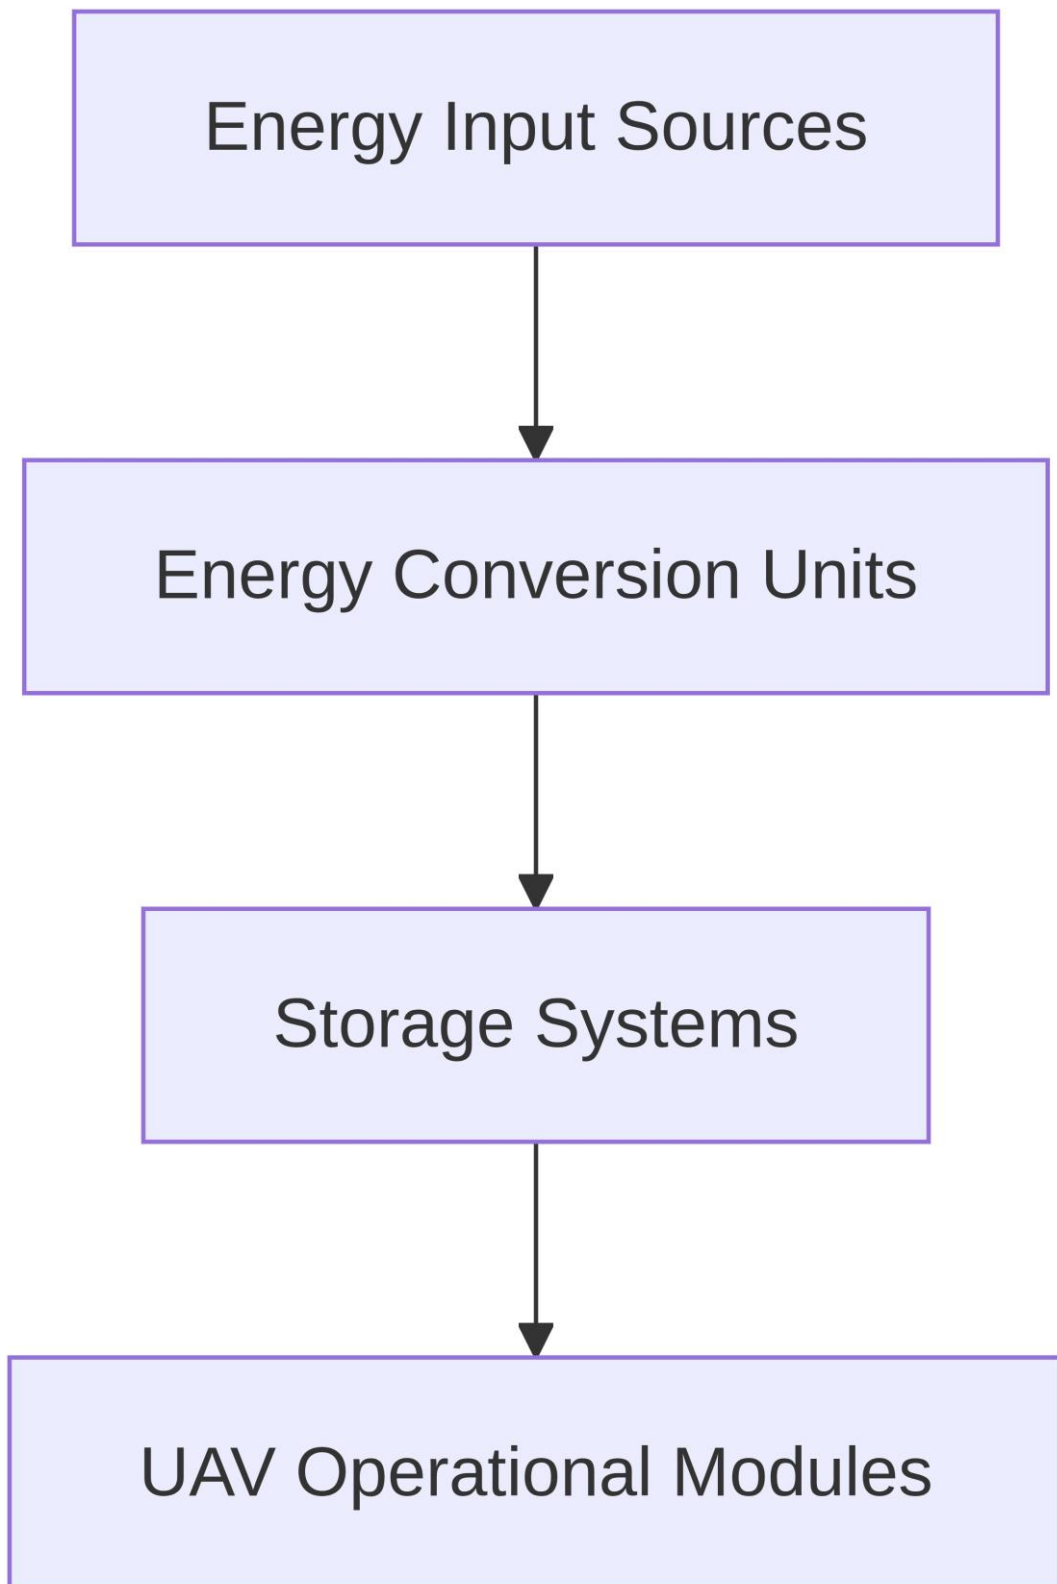 Energy Input Sources
Energy Conversion Units
Storage Systems
UAV Operational Modules